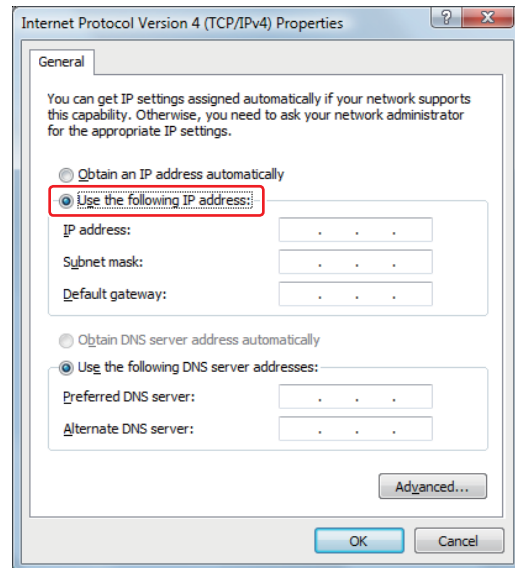 Internet Protocol Version 4 (TCP/IPv4) Properties
General
You can get IP settings assigned automatically if your network supports
this capability. Otherwise, you need to ask your network administrator
for the appropriate IP settings.
Obtain an IP address automatically
Use the following IP address:
IP address:
Subnet mask:
Default gateway:
Obtain DNS server address automatically
Use the following DNS server addresses:
Preferred DNS server:
Alternate DNS server:
Advanced...
OK Cancel